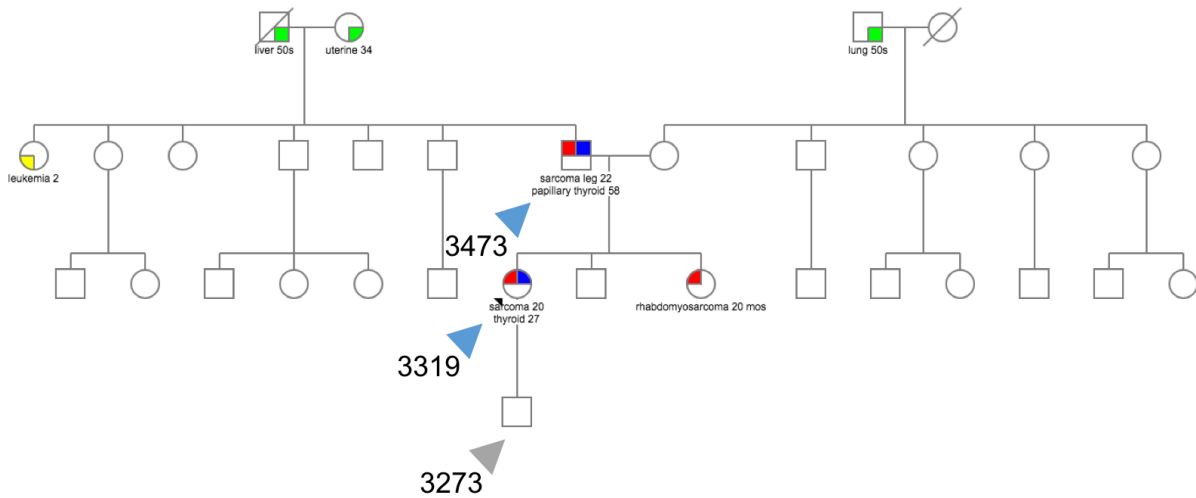 liver 50s
uterine 34
lung 50s
leukemia 2
sarcoma leg 22
papillary thyroid 58
3473
sarcoma 20
thyroid 27
rhabdomyosarcoma 20 mos
3319
3273